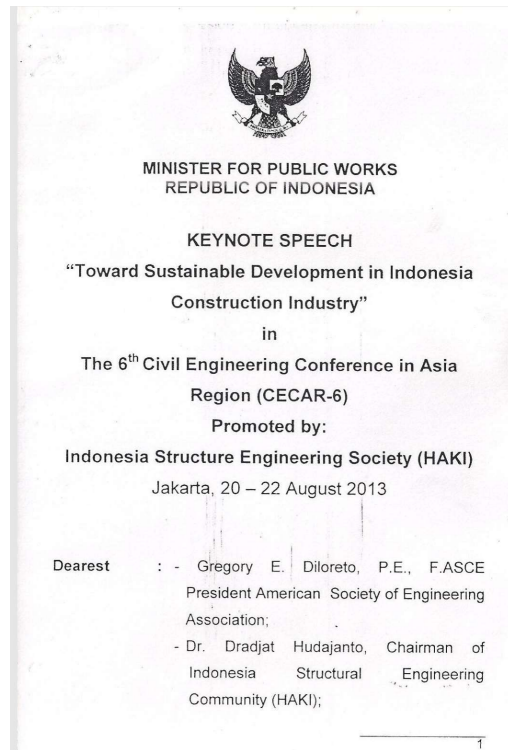 MINISTER FOR PUBLIC WORKS
REPUBLIC OF INDONESIA
KEYNOTE SPEECH
“Toward Sustainable Development in Indonesia
Construction Industry”
in
The 6th Civil Engineering Conference in Asia
Region (CECAR-6)
Promoted by:
Indonesia Structure Engineering Society (HAKI)
Jakarta, 20 – 22 August 2013
Dearest : - Gregory E. Diloreto, P.E., F.ASCE
President American Society of Engineering
Association;
- Dr. Dradjat Hudajanto, Chairman of
Indonesia Structural Engineering
Community (HAKI);
1